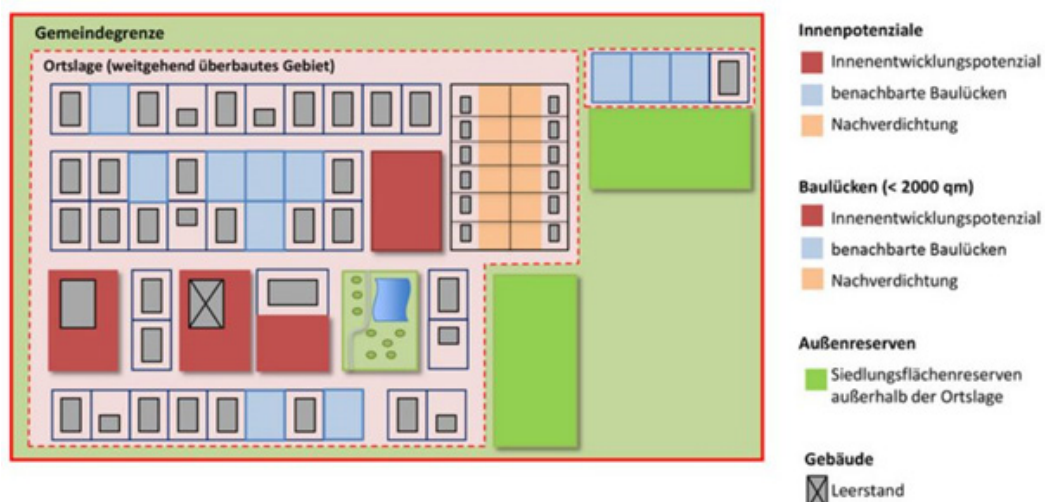 Gemeindegrenze
Ortslage (weitgehend überbautes Gebiet)
Innenpotenziale
Innenentwicklungspotenzial
benachbarte Baulücken
Nachverdichtung
Baulücken (< 2000 qm)
Innenentwicklungspotenzial
benachbarte Baulücken
Nachverdichtung
Außenreserven
Siedlungsflächenreserven
außerhalb der Ortslage
Gebäude
Leerstand